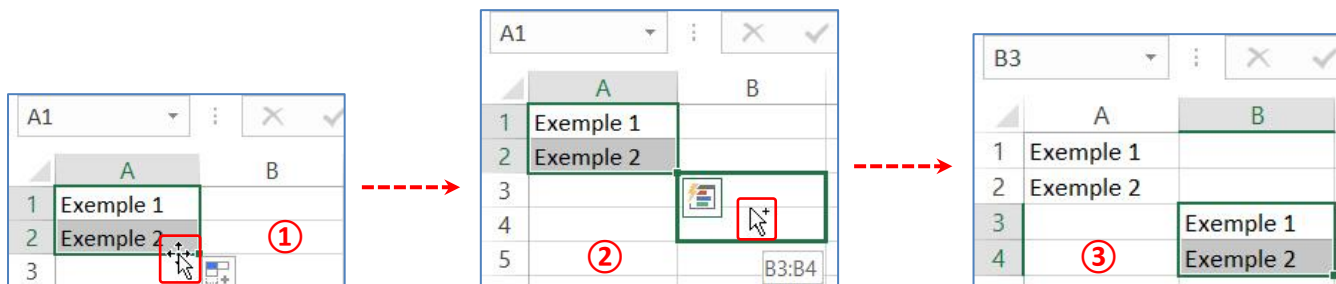 A1
A B
1 Exemple 1
2 Exemple 2
3
①
A1
A B
1 Exemple 1
2 Exemple 2
3
4
5
B3:B4
②
B3
A B
1 Exemple 1
2 Exemple 2
3 Exemple 1
4 Exemple 2
③